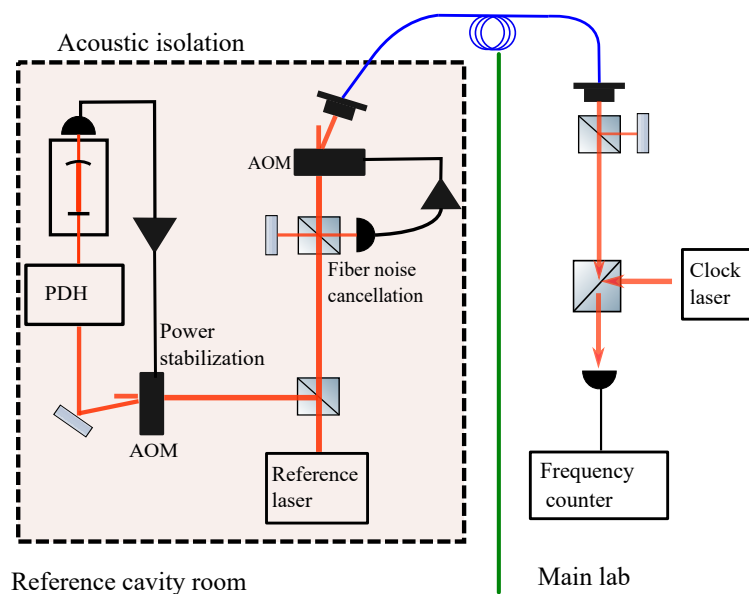 Acoustic isolation
AOM
PDH
Fiber noise
cancellation
Power
stabilization
AOM
Reference
laser
Clock
laser
Frequency
counter
Reference cavity room
Main lab